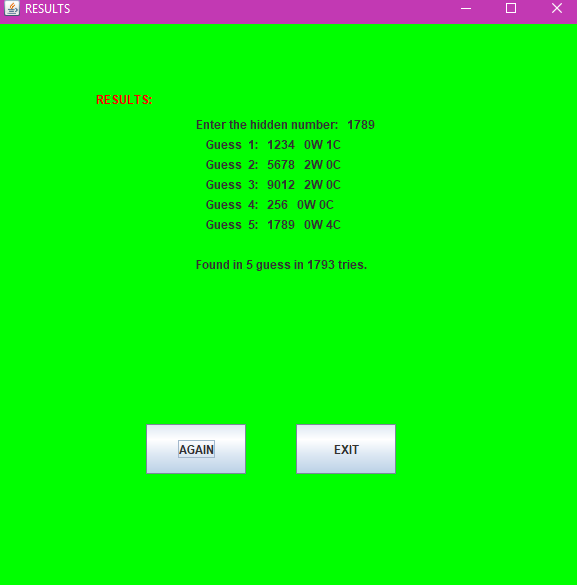 RESULTS
RESULTS:
Enter the hidden number: 1789
Guess 1: 1234 0W 1C
Guess 2: 5678 2W 0C
Guess 3: 9012 2W 0C
Guess 4: 256 0W 0C
Guess 5: 1789 0W 4C
Found in 5 guess in 1793 tries.
AGAIN EXIT